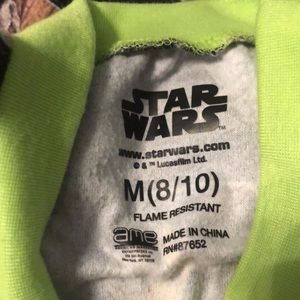 STAR
WARS
www.starwars.com
© & ™ Lucasfilm Ltd.
M(8/10)
FLAME RESISTANT
ame
MADE IN CHINA
RN#87652